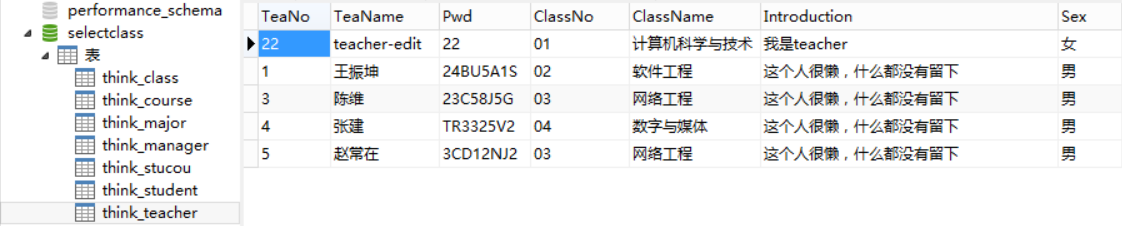 performance_schema
selectclass
表
think_class
think_course
think_major
think_manager
think_stucou
think_student
think_teacher
TeaNo TeaName Pwd ClassNo ClassName Introduction Sex
22 teacher-edit 22 01 计算机科学与技术 我是teacher 女
1 王振坤 24BU5A1S 02 软件工程 这个人很懒，什么都没有留下 男
3 陈维 23C58J5G 03 网络工程 这个人很懒，什么都没有留下 男
4 张建 TR3325V2 04 数字与媒体 这个人很懒，什么都没有留下 男
5 赵常在 3CD12NJ2 03 网络工程 这个人很懒，什么都没有留下 男